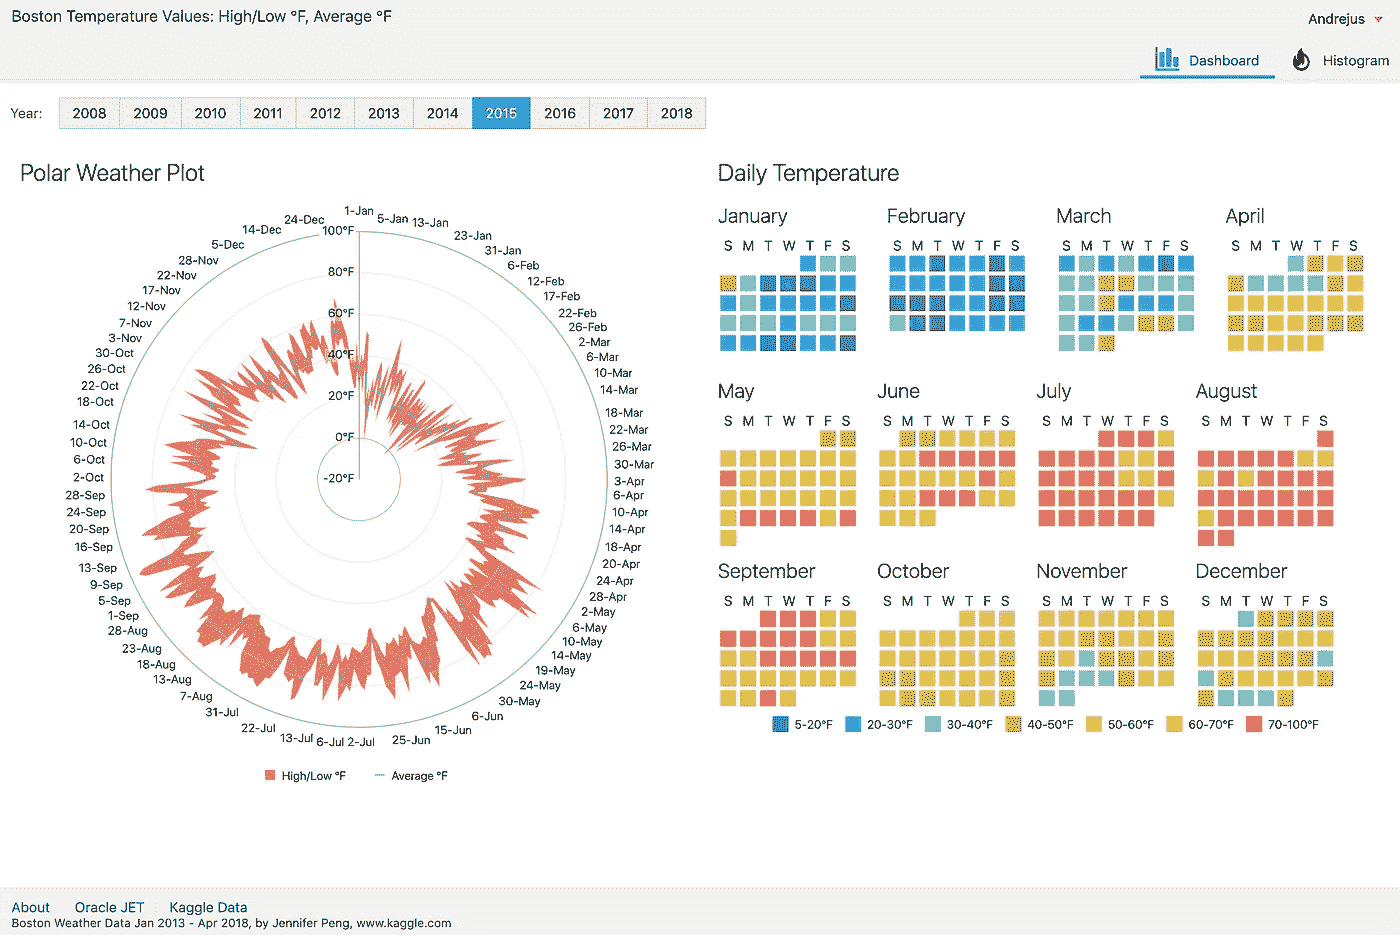 Boston Temperature Values: High/Low °F, Average °F
Andrejus
Dashboard
Histogram
Year:
2008 2009 2010 2011 2012 2013 2014 2015 2016 2017 2018
Polar Weather Plot
1-Jan
5-Jan
13-Jan
23-Jan
31-Jan
6-Feb
12-Feb
17-Feb
22-Feb
26-Feb
2-Mar
6-Mar
10-Mar
14-Mar
18-Mar
22-Mar
26-Mar
30-Mar
3-Apr
6-Apr
10-Apr
14-Apr
18-Apr
20-Apr
24-Apr
28-Apr
2-May
6-May
10-May
14-May
19-May
24-May
30-May
6-Jun
15-Jun
25-Jun
2-Jul
6-Jul
13-Jul
22-Jul
31-Jul
7-Aug
13-Aug
18-Aug
23-Aug
28-Aug
1-Sep
5-Sep
9-Sep
13-Sep
16-Sep
20-Sep
24-Sep
28-Sep
2-Oct
6-Oct
10-Oct
14-Oct
18-Oct
22-Oct
26-Oct
30-Oct
3-Nov
7-Nov
12-Nov
17-Nov
22-Nov
28-Nov
5-Dec
14-Dec
24-Dec
100°F
80°F
60°F
40°F
20°F
0°F
-20°F
High/Low °F
Average °F
Daily Temperature
January
S M T W T F S
February
S M T W T F S
March
S M T W T F S
April
S M T W T F S
May
S M T W T F S
June
S M T W T F S
July
S M T W T F S
August
S M T W T F S
September
S M T W T F S
October
S M T W T F S
November
S M T W T F S
December
S M T W T F S
5-20°F
20-30°F
30-40°F
40-50°F
50-60°F
60-70°F
70-100°F
About
Oracle JET
Kaggle Data
Boston Weather Data Jan 2013 - Apr 2018, by Jennifer Peng, www.kaggle.com